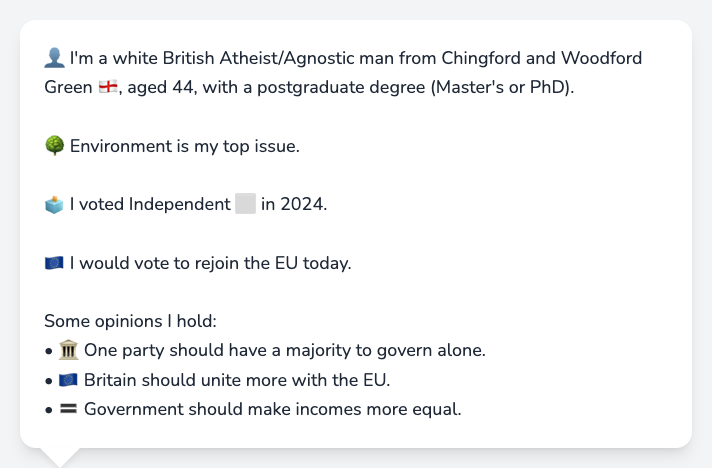 👤 I'm a white British Atheist/Agnostic man from Chingford and Woodford
Green 🏴󠁧󠁢󠁥󠁮󠁧󠁿, aged 44, with a postgraduate degree (Master's or PhD).
🌳 Environment is my top issue.
🗳️ I voted Independent ⬜ in 2024.
🇪🇺 I would vote to rejoin the EU today.
Some opinions I hold:
• 🏛️ One party should have a majority to govern alone.
• 🇪🇺 Britain should unite more with the EU.
• 🟰 Government should make incomes more equal.